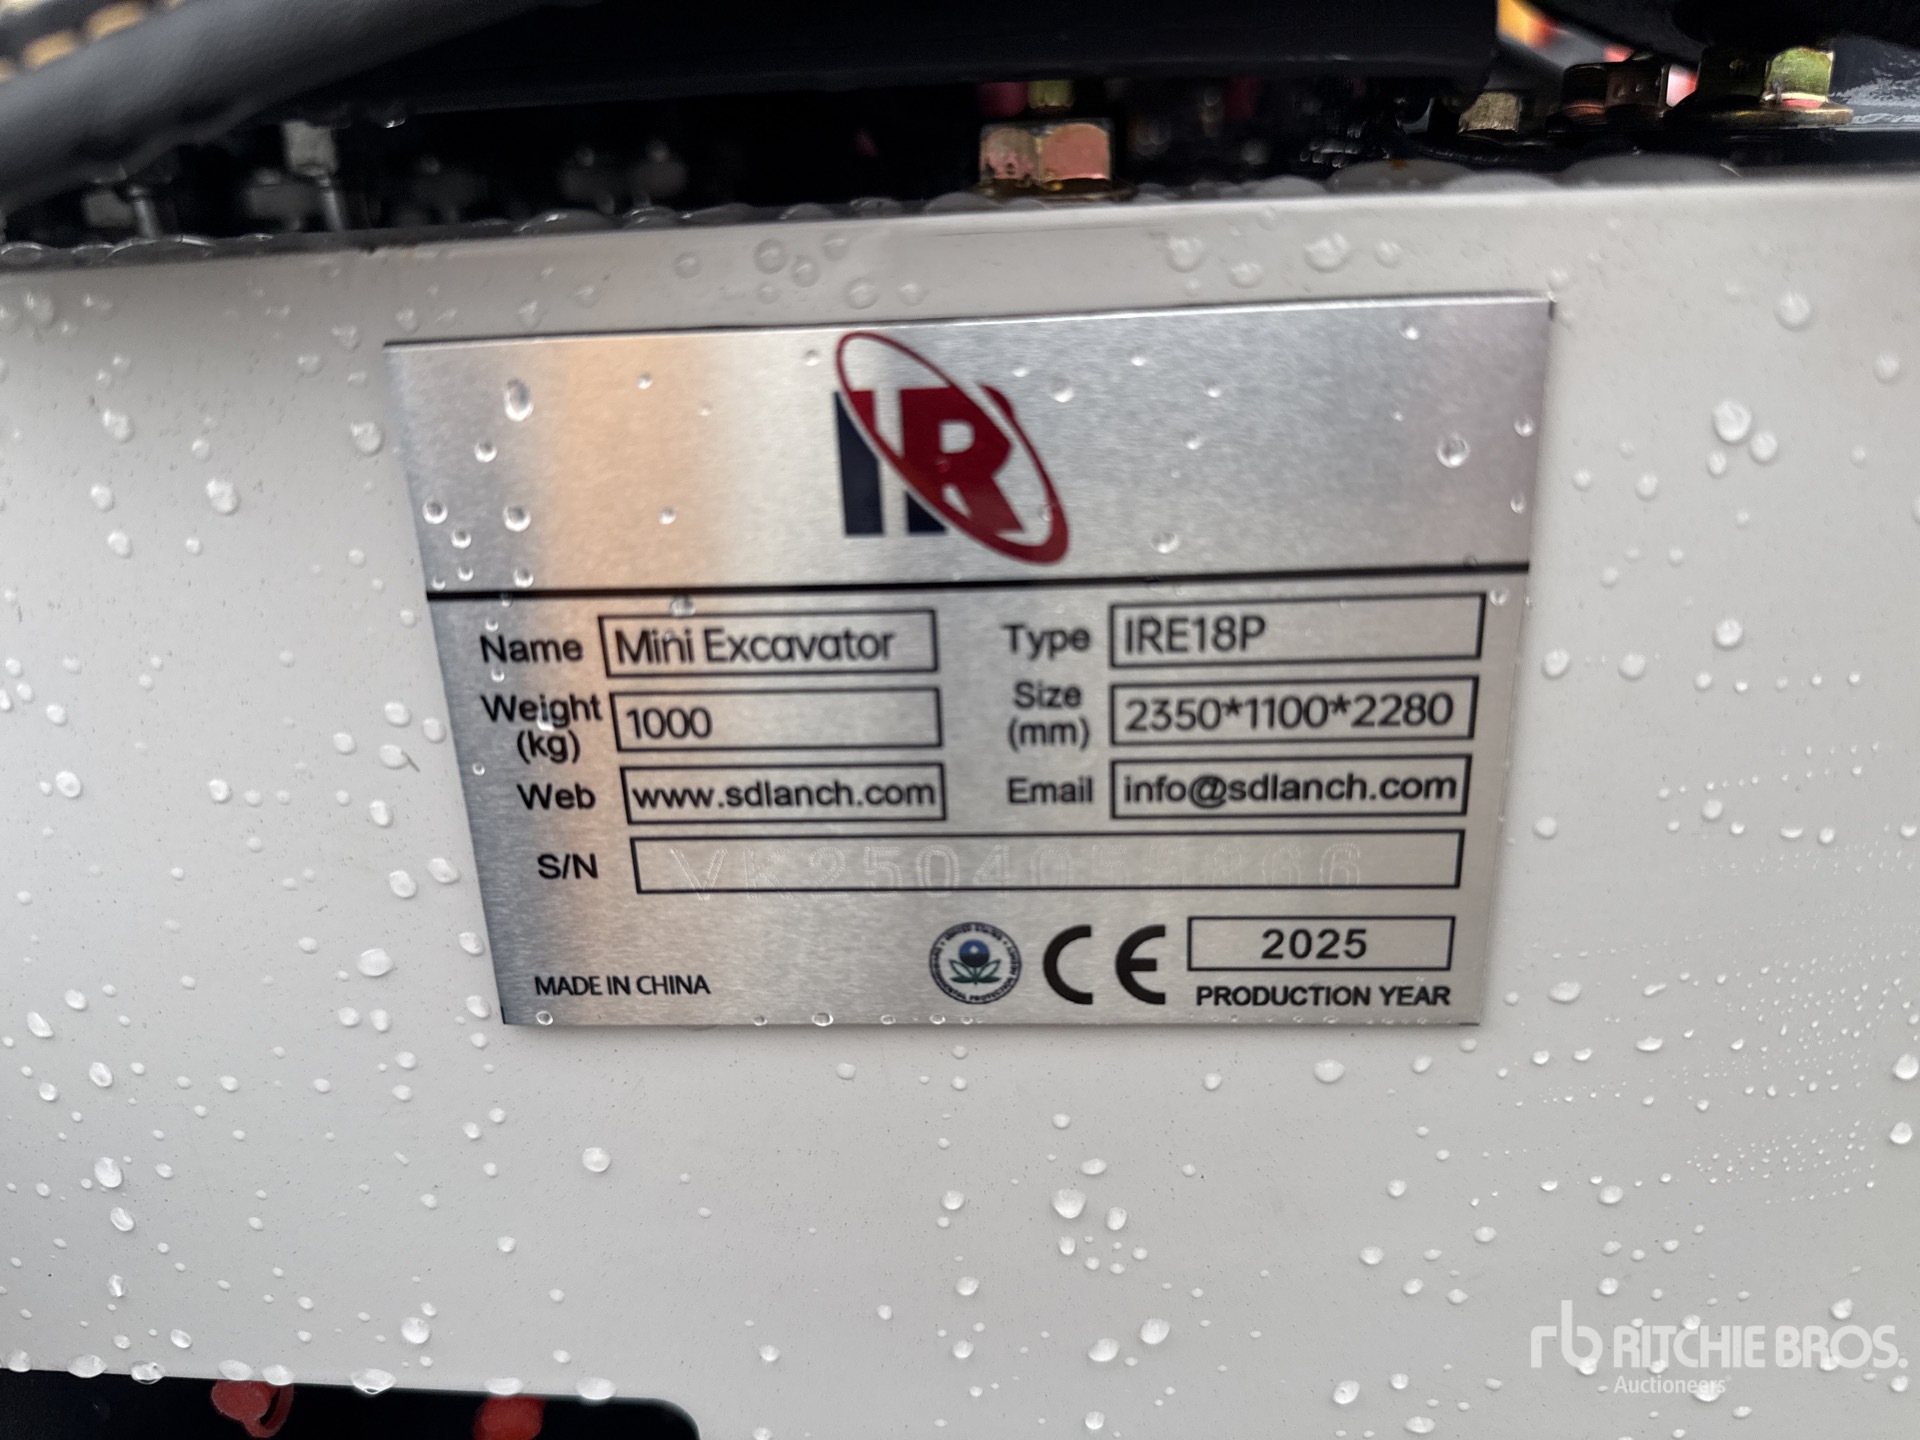 IR
Name Mini Excavator Type IRE18P
Weight (kg) 1000 Size (mm) 2350*1100*2280
Web www.sdlanch.com Email info@sdlanch.com
S/N
MADE IN CHINA
CE
2025
PRODUCTION YEAR
rb RITCHIE BROS.
Auctioneers